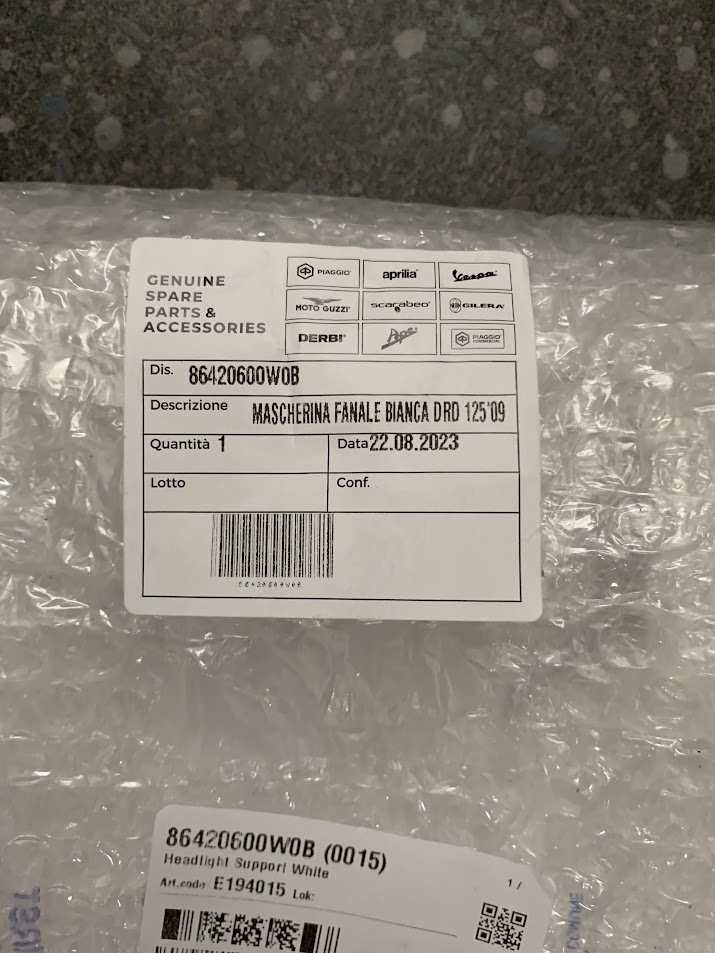 GENUINE
SPARE
PARTS &
ACCESSORIES
PIAGGIO aprilia Vespa
MOTO GUZZI scarabeo GILERA
DERBI Ape PIAGGIO COMMERCIAL
Dis. 86420600W0B
Descrizione MASCHERINA FANALE BIANCA DRD 125'09
Quantità 1 Data 22.08.2023
Lotto Conf.
86420600W0B
86420600W0B (0015)
Headlight Support White
1 /
Art.code: E194015 Lok: